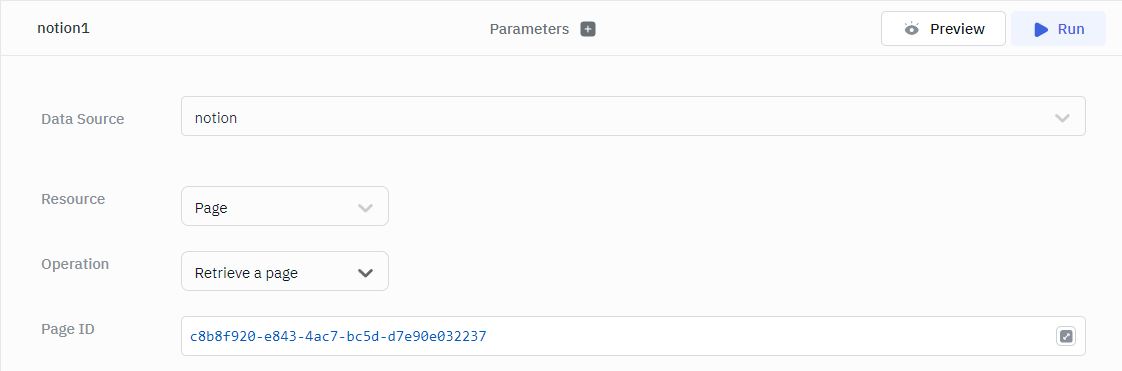 notion1
Parameters
Preview
Run
Data Source
notion
Resource
Page
Operation
Retrieve a page
Page ID
c8b8f920-e843-4ac7-bc5d-d7e90e032237